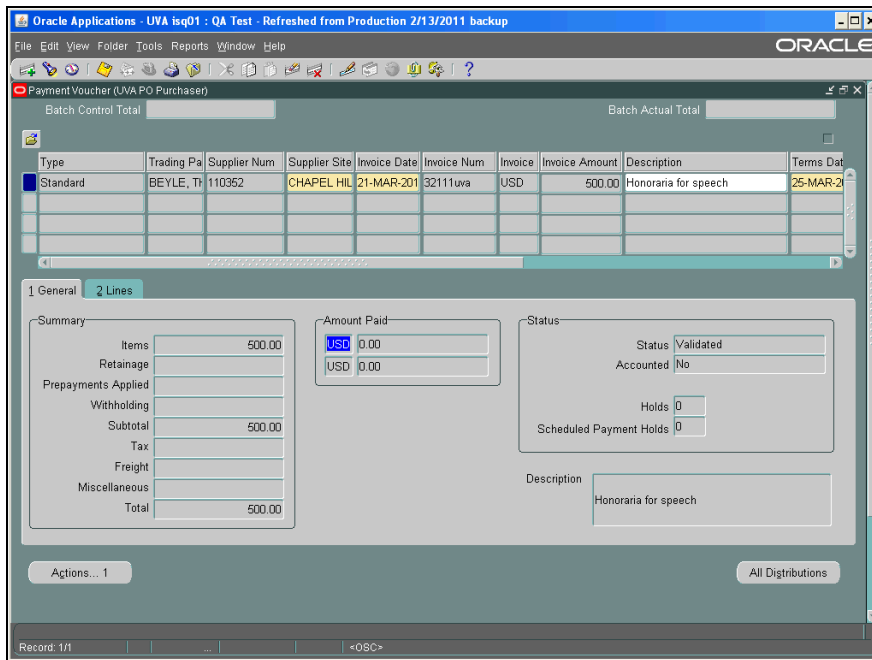 Oracle Applications - UVA isq01 : QA Test - Refreshed from Production 2/13/2011 backup
File Edit View Folder Tools Reports Window Help
ORACLE
Payment Voucher (UVA PO Purchaser)
Batch Control Total
Batch Actual Total
Type Trading Pa Supplier Num Supplier Site Invoice Date Invoice Num Invoice Invoice Amount Description Terms Dat
Standard BEYLE, TH 110352 CHAPEL HIL 21-MAR-201 32111uva USD 500.00 Honoraria for speech 25-MAR-20
1 General 2 Lines
Summary
Items 500.00
Retainage
Prepayments Applied
Withholding
Subtotal 500.00
Tax
Freight
Miscellaneous
Total 500.00
Amount Paid
USD 0.00
USD 0.00
Status
Status Validated
Accounted No
Holds 0
Scheduled Payment Holds 0
Description Honoraria for speech
Actions... 1
All Distributions
Record: 1/1 ... <OSC>